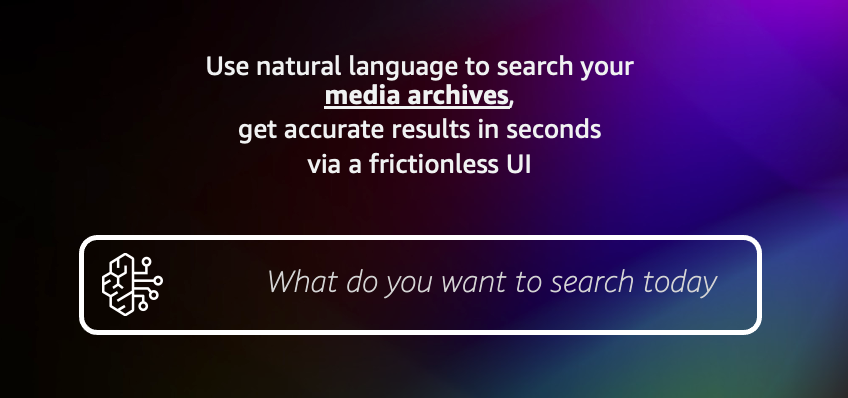 Use natural language to search your
media archives,
get accurate results in seconds
via a frictionless UI
What do you want to search today